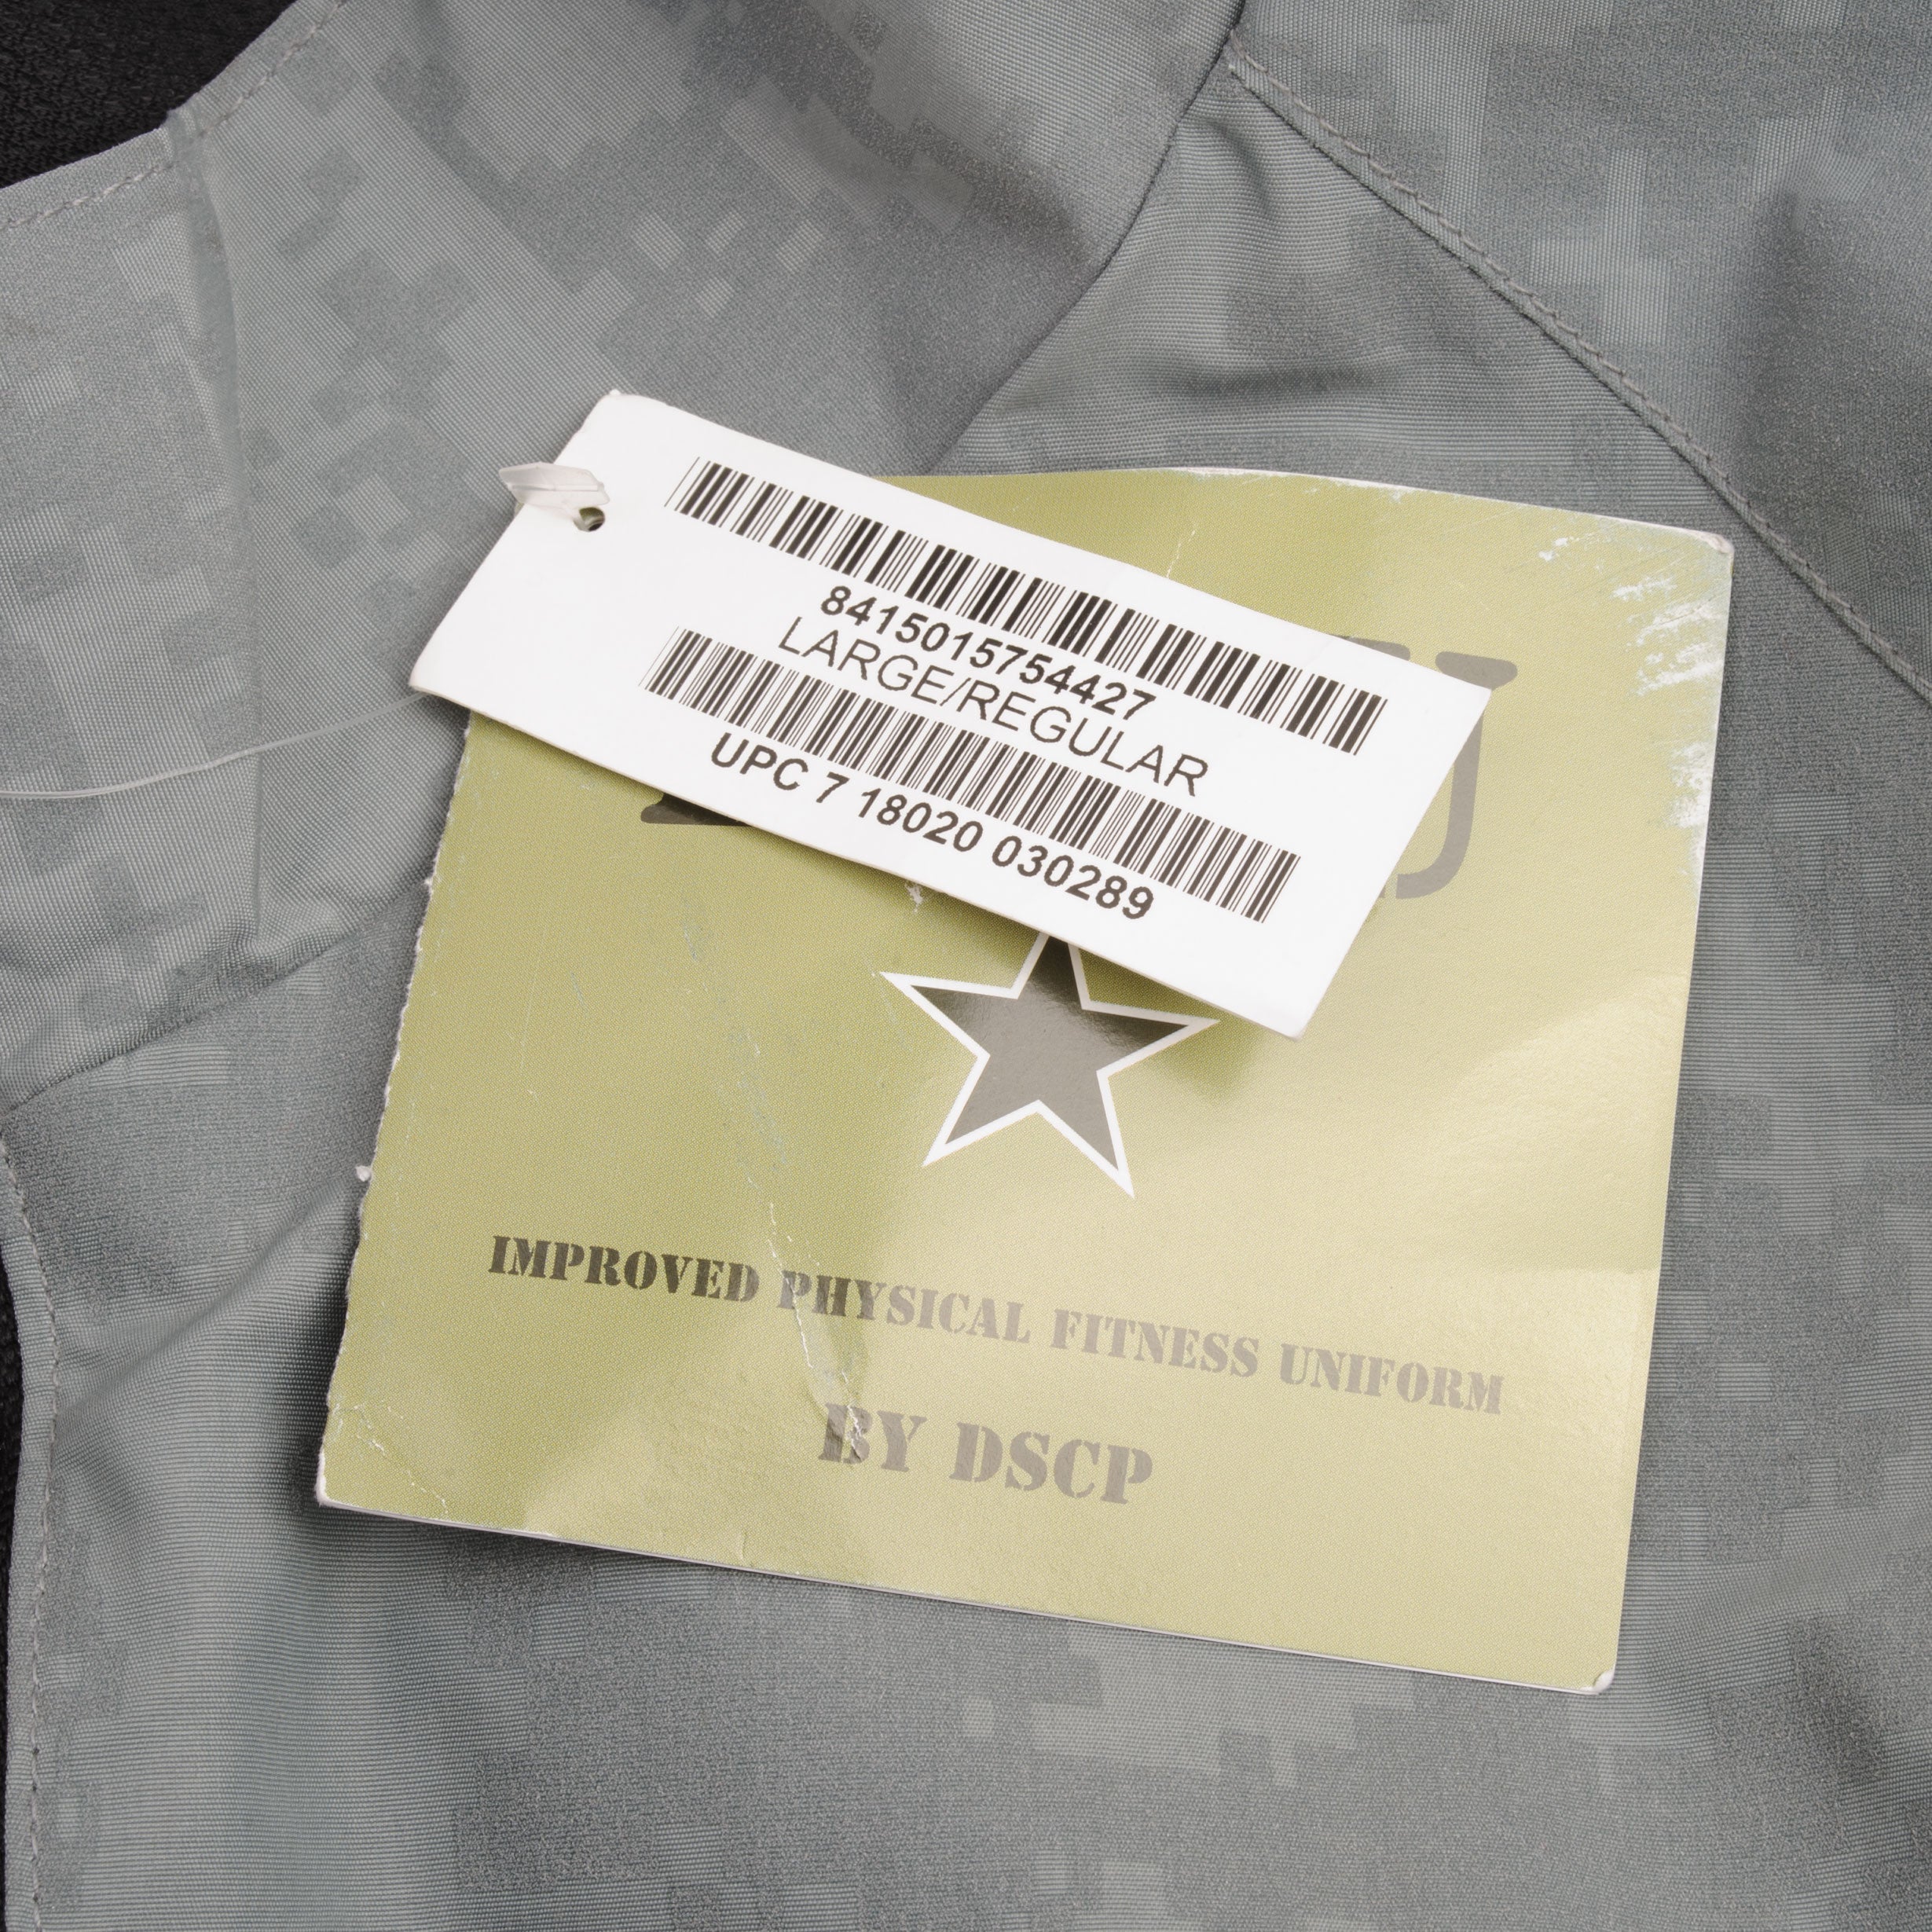 8415015754427
LARGE/REGULAR
UPC 7 18020 030289
IMPROVED PHYSICAL FITNESS UNIFORM
BY DSCP